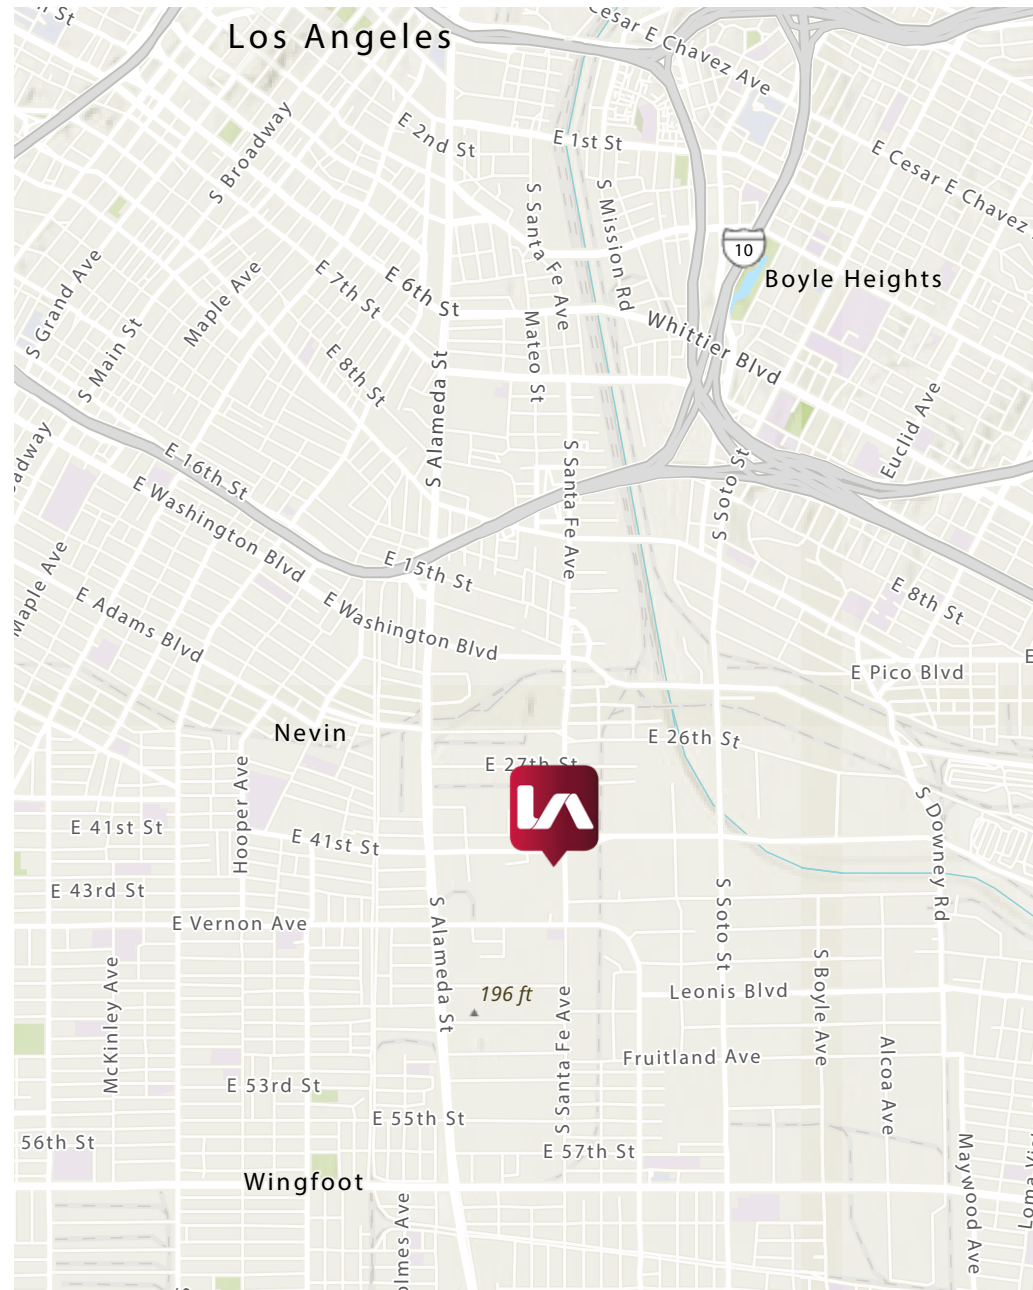 Los Angeles
Cesar E Chavez Ave
E 2nd St
E 1st St
S Broadway
E Cesar E Chavez
S Santa Fe Ave
S Mission Rd
10
Boyle Heights
S Grand Ave
Maple Ave
E 7th St
E 6th St
S Main St
E 8th St
Mateo St
Whittier Blvd
S Alameda St
Euclid Ave
adway
E 16th St
S Santa Fe Ave
S Soto St
E Washington Blvd
Maple Ave
E 15th St
E Adams Blvd
E Washington Blvd
E 8th St
E Pico Blvd
E
Nevin
E 26th St
E 27th St
Hooper Ave
S Downey Rd
E 41st St
E 41st St
E 43rd St
E Vernon Ave
S Alameda St
S Soto St
McKinley Ave
196 ft
S Santa Fe Ave
Leonis Blvd
S Boyle Ave
E 53rd St
Fruitland Ave
Alcoa Ave
E 55th St
56th St
E 57th St
Maywood Ave
Wingfoot
olmes Ave